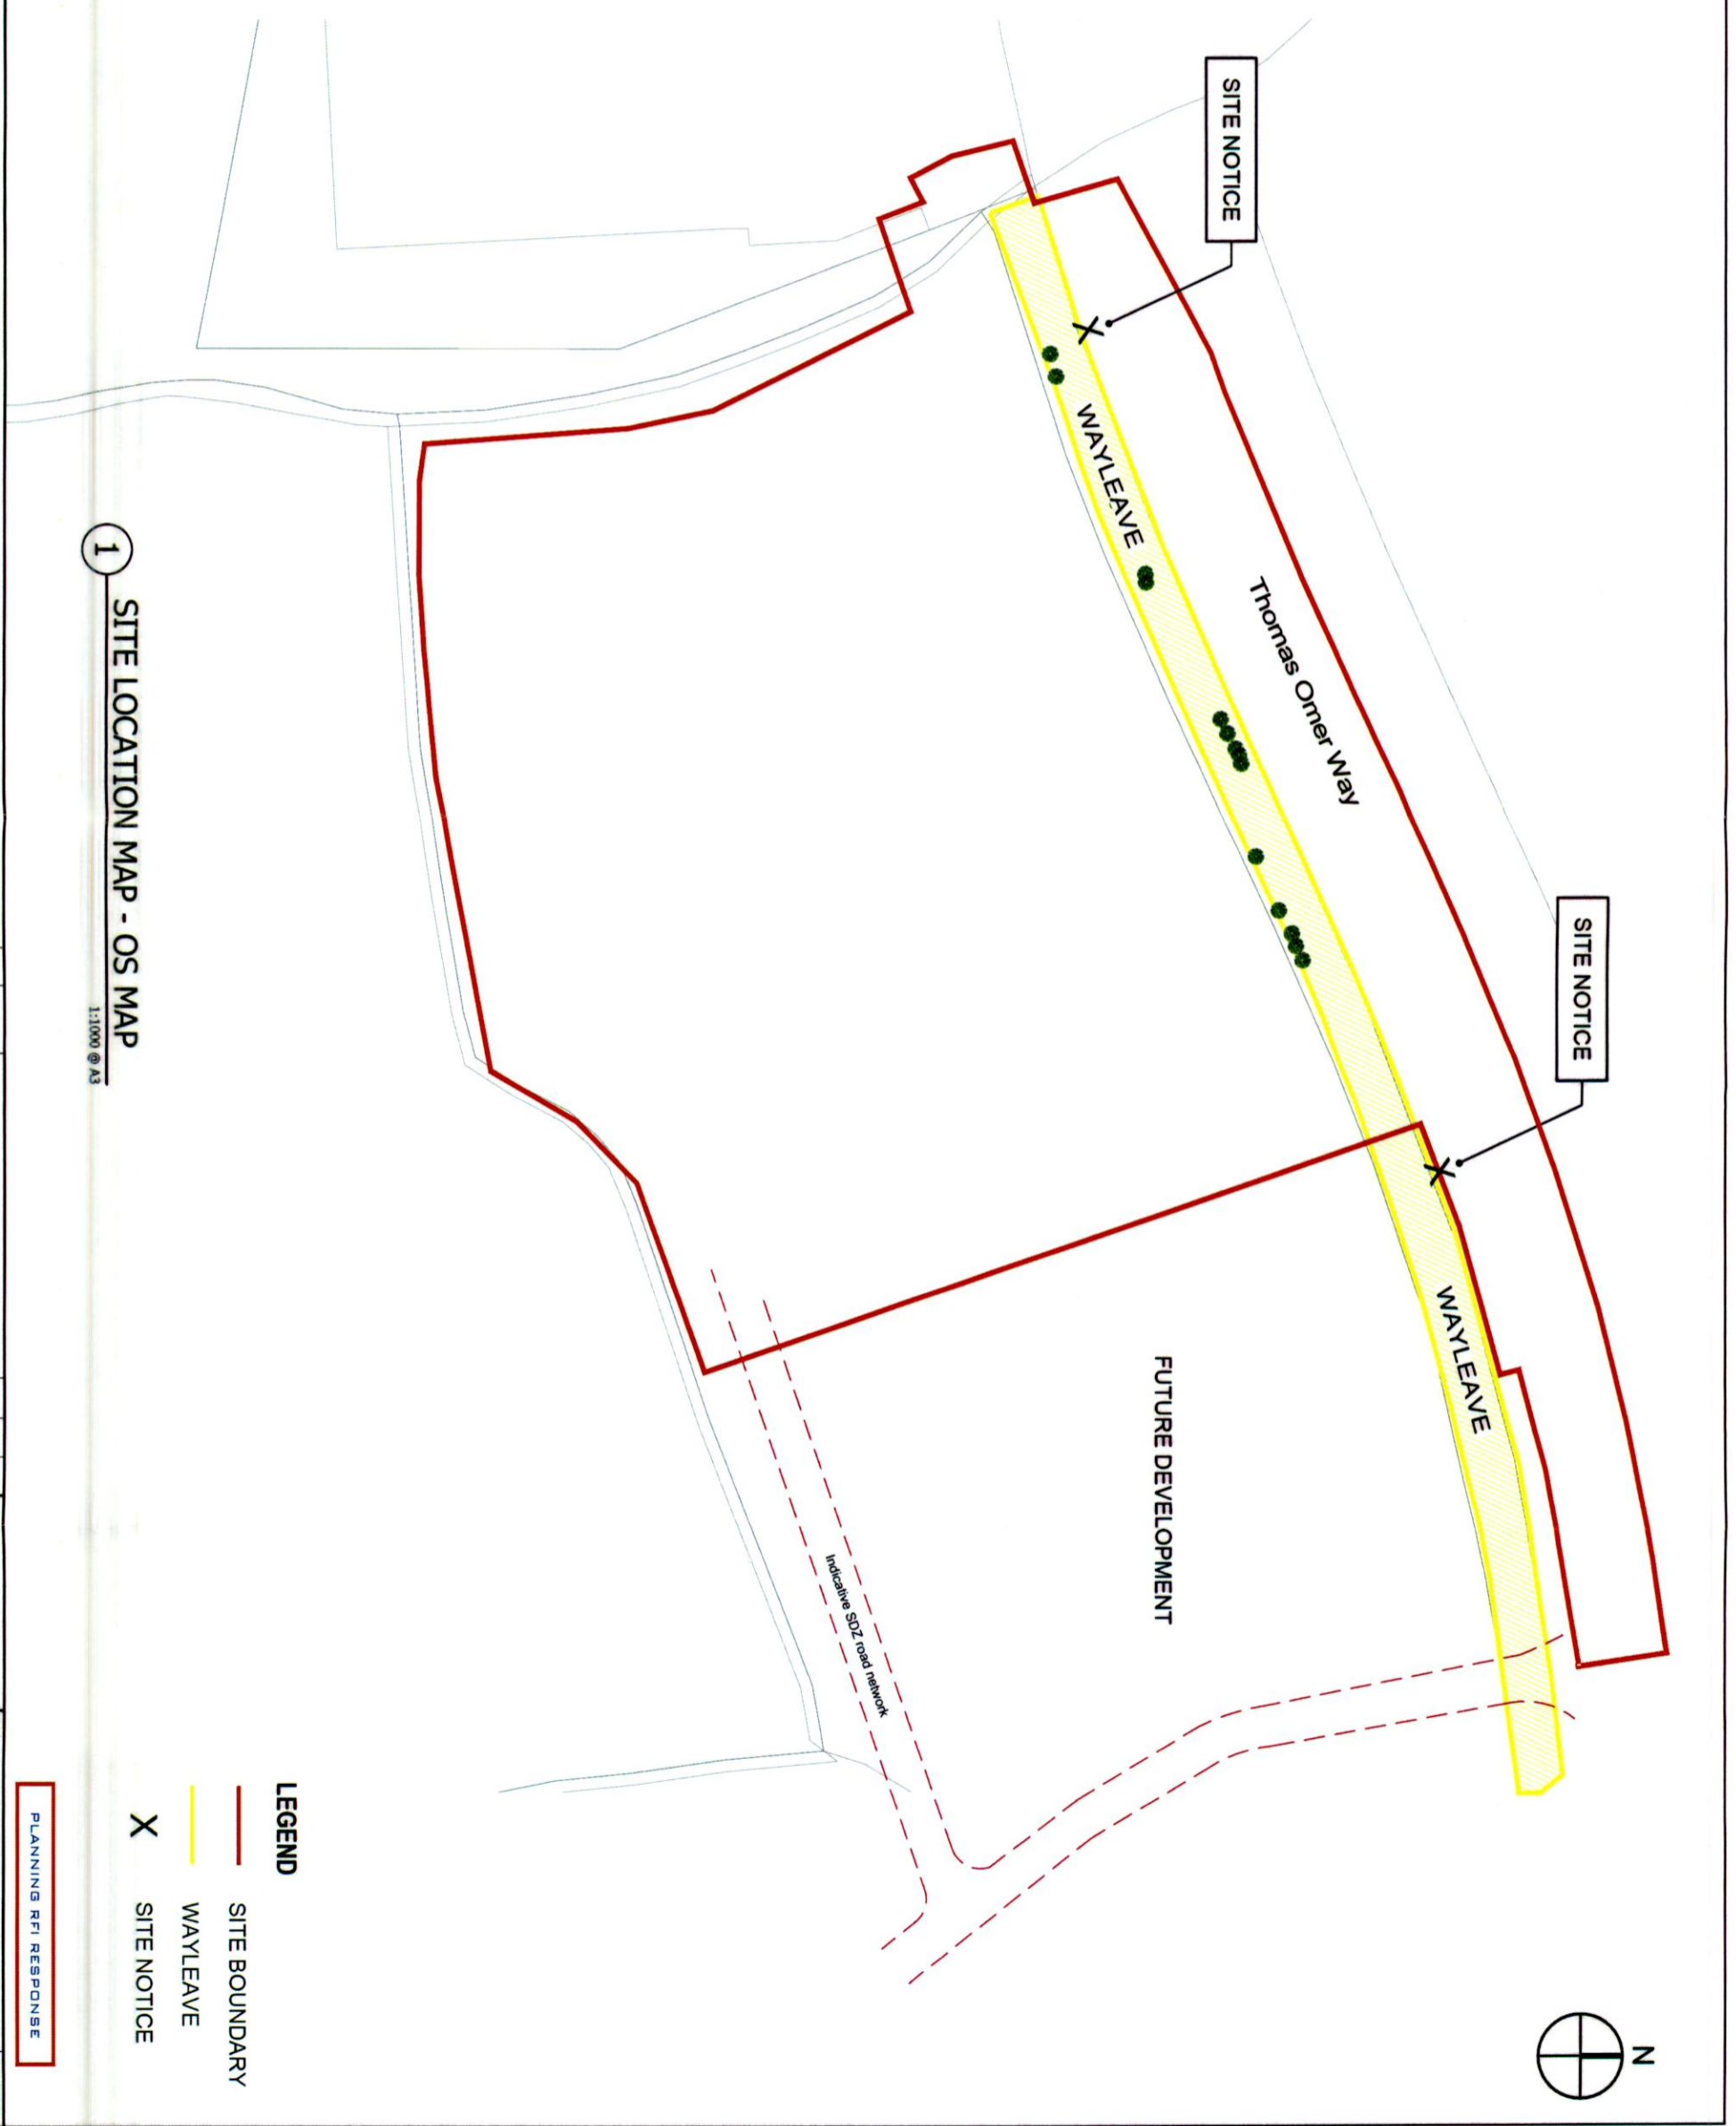 SITE NOTICE
SITE NOTICE
Thomas Omer Way
WAYLEAVE
WAYLEAVE
FUTURE DEVELOPMENT
Indicative SDZ road network
N
1
SITE LOCATION MAP - OS MAP
1:1000 @ A3
LEGEND
SITE BOUNDARY
WAYLEAVE
X SITE NOTICE
PLANNING RFI RESPONSE
X
X